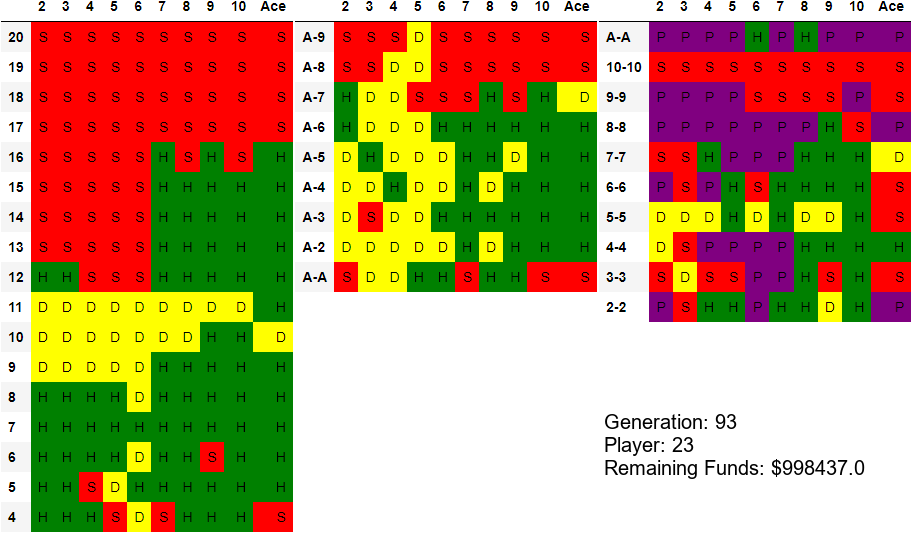 2 3 4 5 6 7 8 9 10 Ace
20 S S S S S S S S S S
19 S S S S S S S S S S
18 S S S S S S S S S S
17 S S S S S S S S S S
16 S S S S S H S H S H
15 S S S S S H H H H H
14 S S S S S H H H H H
13 S S S S S H H H H H
12 H H S S S H H H H H
11 D D D D D D D D D H
10 D D D D D D D H H D
9 D D D D D H H H H H
8 H H H H D H H H H H
7 H H H H H H H H H H
6 H H H H D H H S H H
5 H H S D H H H H H H
4 H H H S D S H H H S
2 3 4 5 6 7 8 9 10 Ace
A-9 S S S D S S S S S S
A-8 S S D D S S S S S S
A-7 H D D S S S H S H D
A-6 H D D D H H H H H H
A-5 D H D D D H H D H H
A-4 D D H D D H D H H H
A-3 D S D D H H H H H H
A-2 D D D D D H D H H H
A-A S D D H H S H H S S
2 3 4 5 6 7 8 9 10 Ace
A-A P P P P H P H P P P
10-10 S S S S S S S S S S
9-9 P P P P S S S S P S
8-8 P P P P P P P H S P
7-7 S S H P P P H H H D
6-6 P S P H S H H H H S
5-5 D D D H D H D D H S
4-4 D S P P P P H H H H
3-3 S D S S P P H S H S
2-2 P S H H P H H D H P
Generation: 93
Player: 23
Remaining Funds: $998437.0